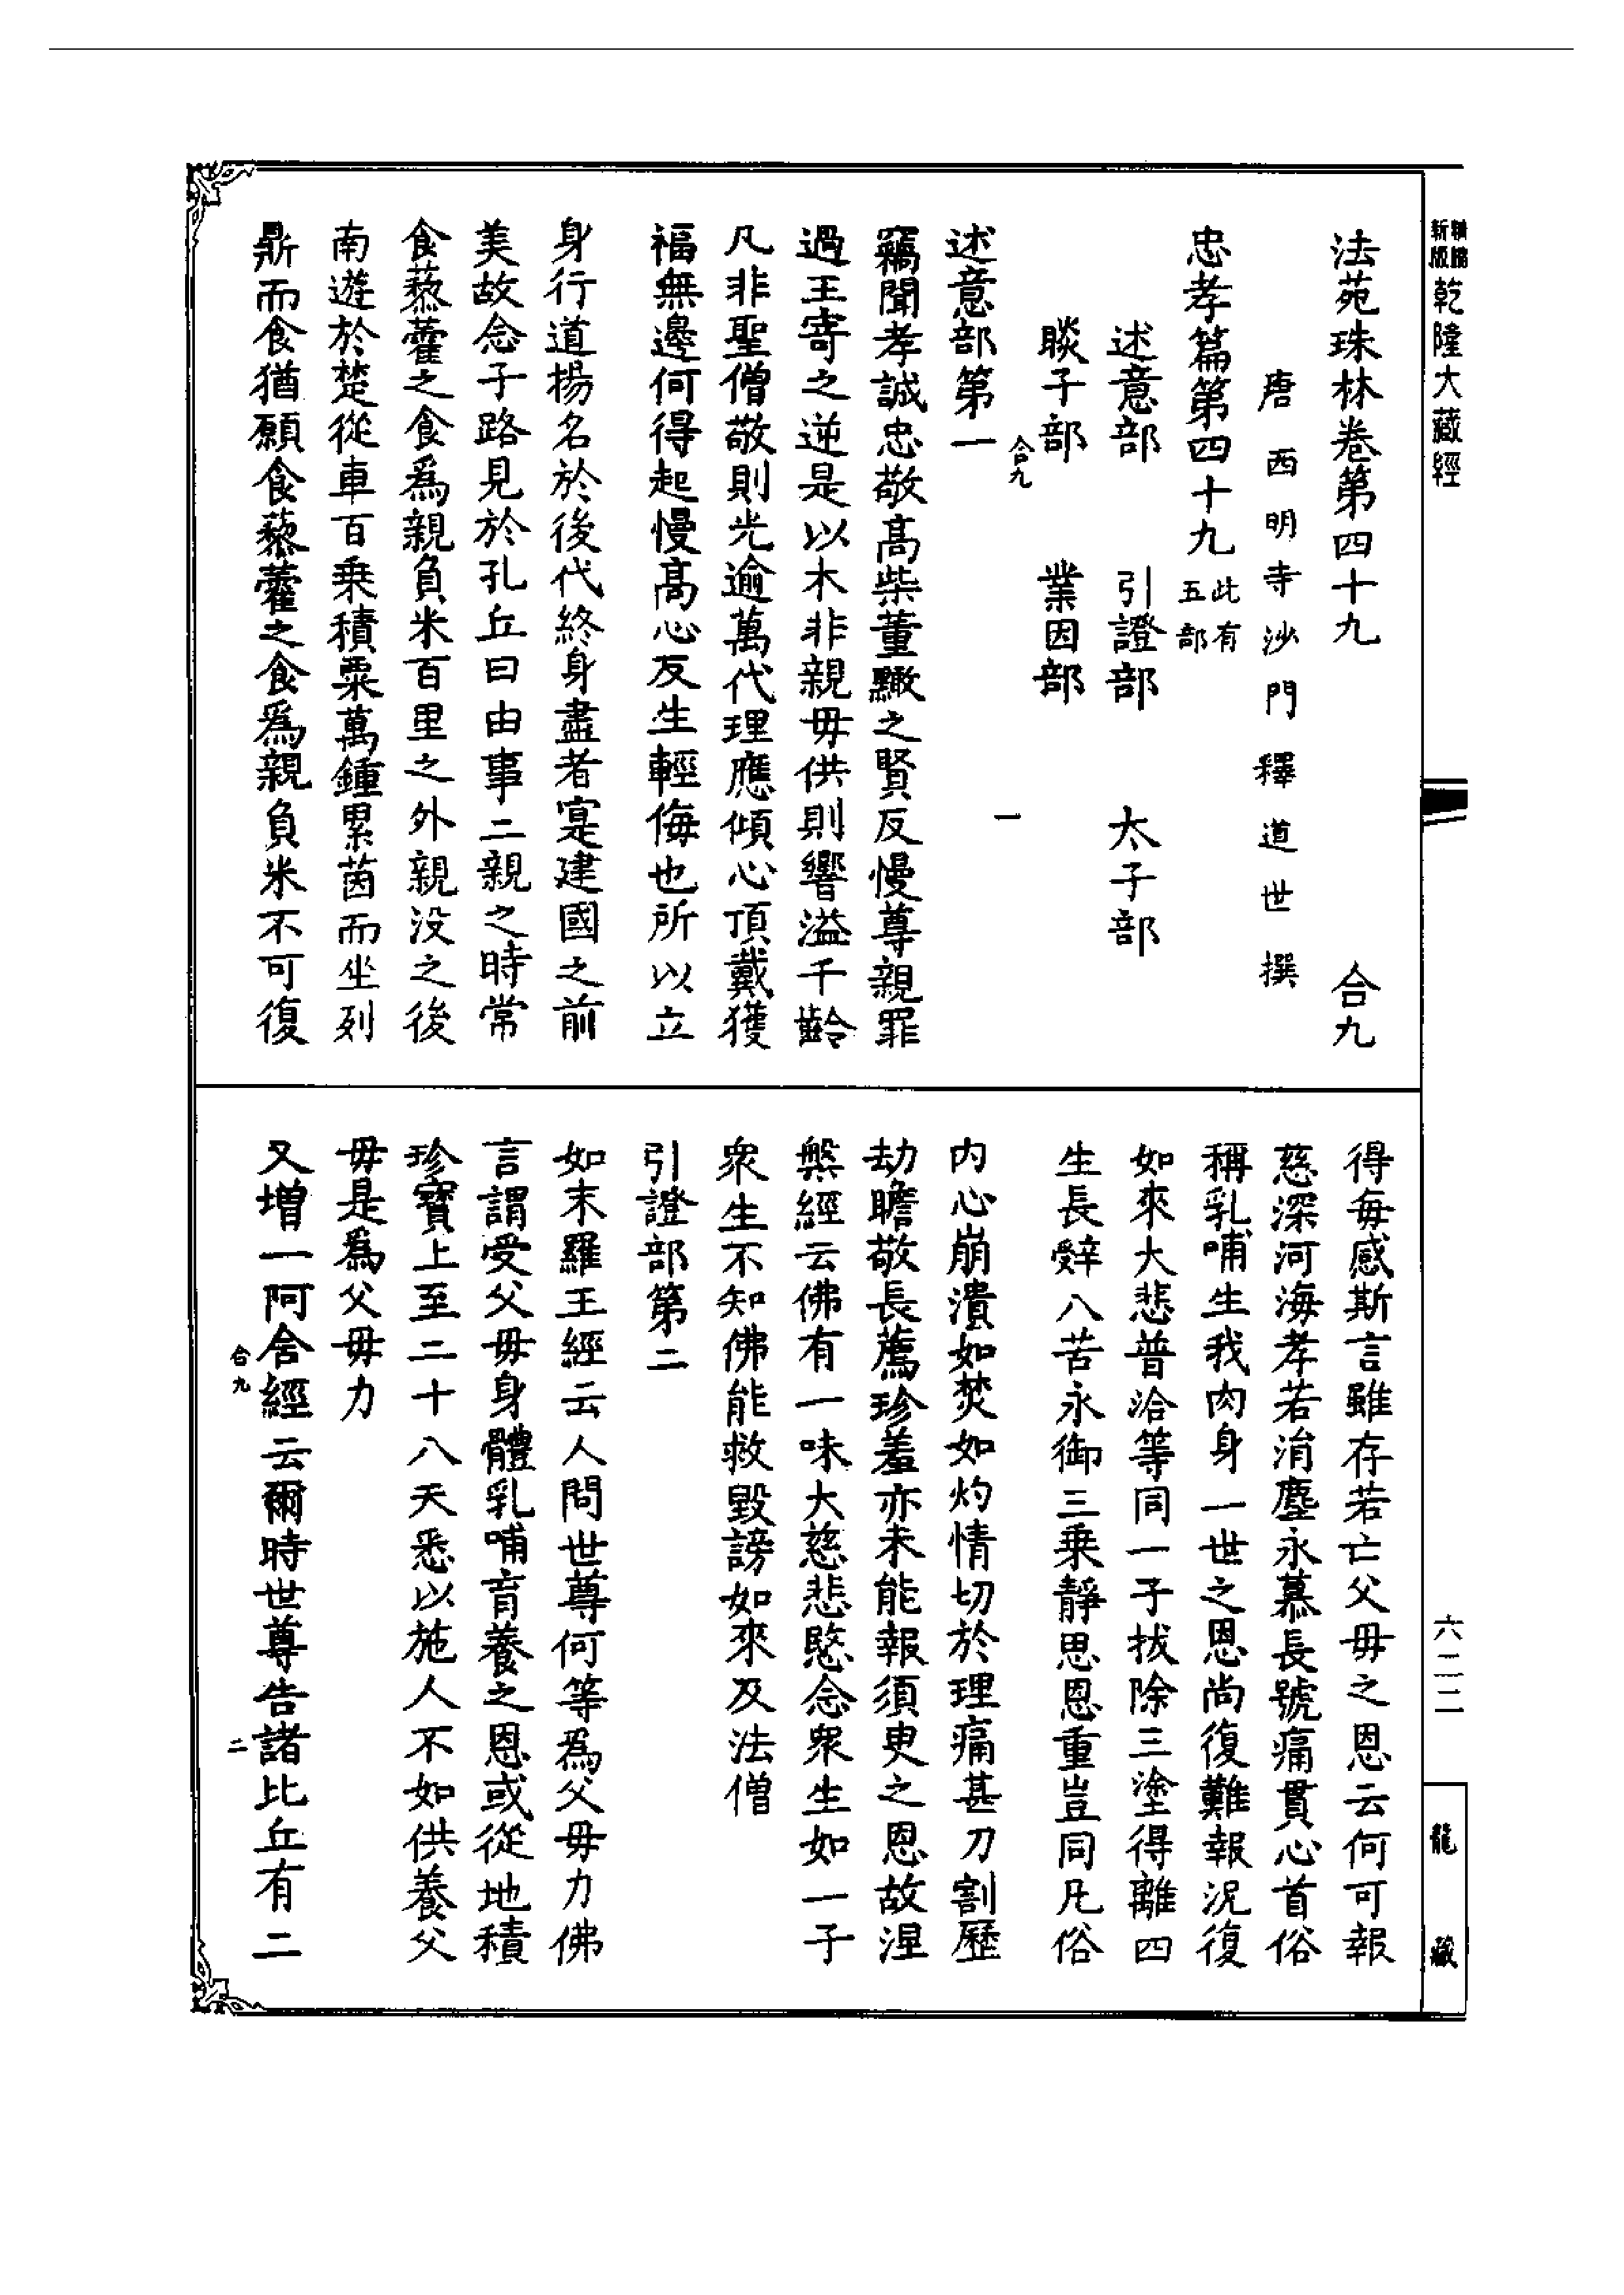 新版乾隆大藏經
法苑珠林卷第四十九 合九
唐西明寺沙門釋道世撰
忠孝篇第四十九此有五部
述意部 引證部 太子部
睒子部 業因部
合九 一
述意部第一
竊聞孝誠忠敬高柴董黯之賢反慢尊親罪
過王寄之逆是以木非親毋供則響溢千齡
凡非聖僧敬則光逾萬代理應傾心頂戴獲
福無邊何得起慢高心反生輕侮也所以立
身行道揚名於後代終身盡者寔建國之前
美故念子路見於孔丘曰由事二親之時常
食藜藿之食爲親負米百里之外親没之後
南遊於楚從車百乗積粟萬鍾累茵而坐列
鼎而食猶願食藜藿之食爲親負米不可復
得每感斯言雖存若亡父毋之恩云何可報
慈深河海孝若涓塵永慕長號痛貫心首俗
稱乳哺生我肉身一世之恩尚復難報況復
如來大悲普洽等同一子拔除三塗得離四
生長辤八苦永御三乗靜思恩重豈同凡俗
内心崩潰如焚如灼情切於理痛甚刀割歷
劫瞻敬長薦珍羞亦未能報須臾之恩故涅
槃經云佛有一味大慈悲愍念衆生如一子
衆生不知佛能救毀謗如來及法僧
引證部第二
如末羅王經云人問世尊何等爲父毋力佛
言謂受父毋身體乳哺育養之恩或從地積
珍寶上至二十八天悉以施人不如供養父
毋是爲父毋力
又增一阿含經云爾時世尊告諸比丘有二
合九 二
六二二
龍藏